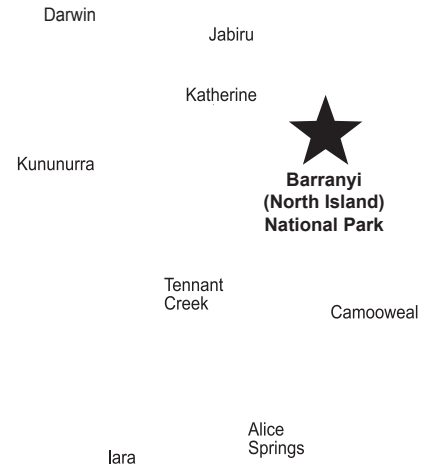 Darwin
Jabiru
Katherine
Kununurra
Barranyi
(North Island)
National Park
Tennant
Creek
Camooweal
Alice
Springs
lara